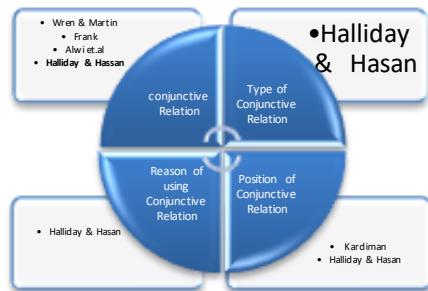 • Wren & Martin
• Frank
• Alwi et.al
• Halliday & Hassan
•Halliday
& Hasan
conjunctive
Relation
Type of
Conjunctive
Relation
Reason of
using
Conjunctive
Relation
Position of
Conjunctive
Relation
• Halliday & Hasan
• Kardiman
• Halliday & Hasan